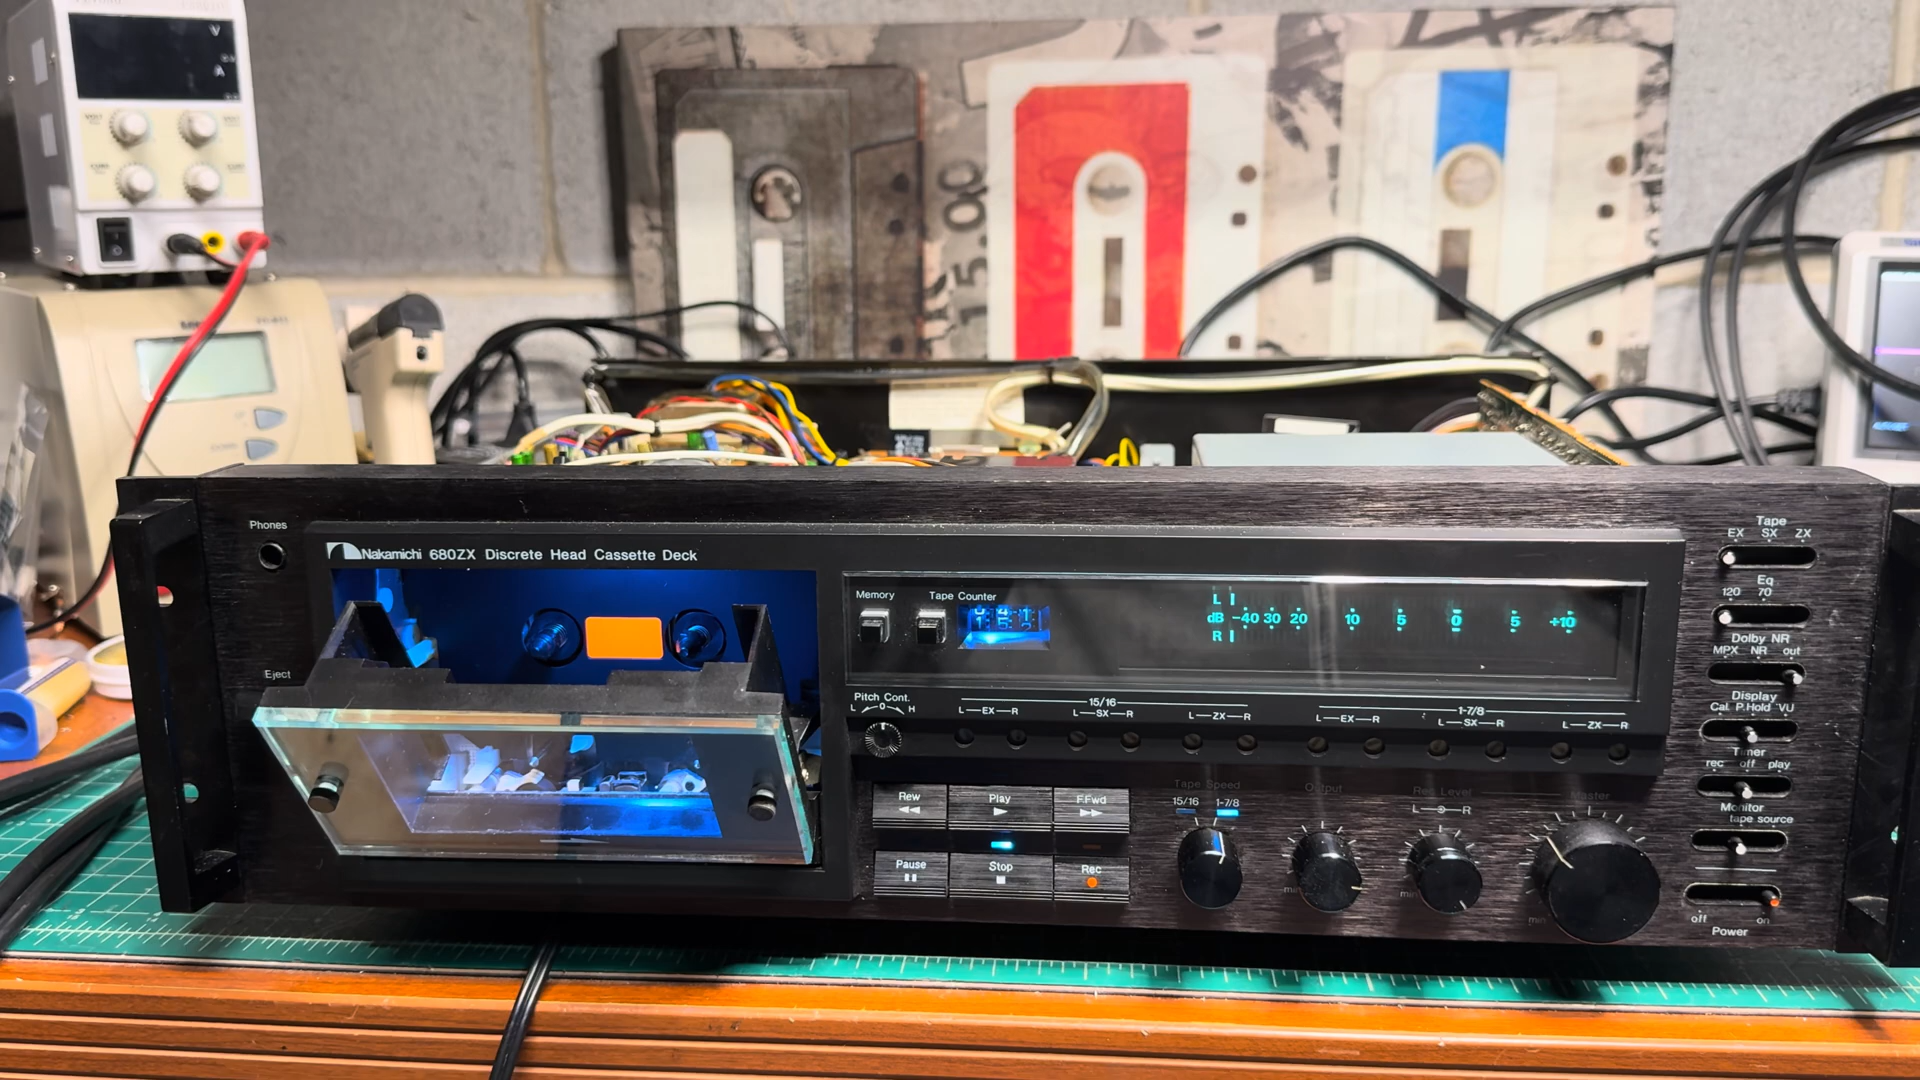 V
A
15.00
Phones
Nakamichi 680ZX Discrete Head Cassette Deck
Eject
Memory
Tape Counter
L
dB -40 30 20 10 5 0 5 +10
R
Pitch Cont.
L 0 H
15/16
L EX R
L SX R
L ZX R
1-7/8
L EX R
L SX R
L ZX R
Rew
Play
F.Fwd
Pause
Stop
Rec
Tape Speed
15/16 1-7/8
Output
min
Rec Level
L R
Master
min
Tape
EX SX ZX
Eq
120 70
Dolby NR
MPX NR out
Display
Cal. P.Hold VU
Timer
rec off play
Monitor
tape source
off on
Power